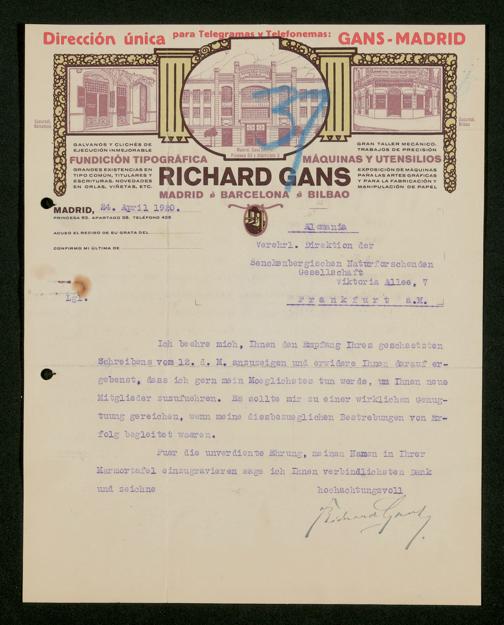 Dirección única para Telegramas y Telefonemas: GANS-MADRID
37
GALVANOS Y CLICHÉS DE
EJECUCIÓN INMEJORABLE
FUNDICIÓN TIPOGRÁFICA
GRANDES EXISTENCIAS EN
TIPO COMÚN, TITULARES Y
ESCRITURAS, NOVEDADES
EN ORLAS, VIÑETAS, ETC.
GRAN TALLER MECÁNICO.
TRABAJOS DE PRECISIÓN
MÁQUINAS Y UTENSILIOS
EXPOSICIÓN DE MÁQUINAS
PARA LAS ARTES GRÁFICAS
Y PARA LA FABRICACIÓN Y
MANIPULACIÓN DE PAPEL
RICHARD GANS
MADRID BARCELONA BILBAO
MADRID, 24. April 1920.
PRINCESA 63. APARTADO 38. TELÉFONO
ACUSO EL RECIBO DE SU GRATA DEL
CONFIRMO MI ÚLTIMA DE
Alemania
Verehrl. Direktion der
Senckenbergischen Naturforschenden
Gesellschaft
Viktoria Allee, 7
Frankfurt a.M.
Lgr.
Ich beehre mich, Ihnen den Empfang Ihres geschaetzten
Schreibens vom 12. d. M. anzuzeigen und erwidere Ihnen darauf er-
gebenst, dass ich gern mein Moeglichstes tun werde, um Ihnen neue
Mitglieder zuzufuehren. Es sollte mir zu einer wirklichen Genug-
tuung gereichen, wenn meine diesbezueglichen Bestrebungen von Er-
folg begleitet waeren.
Fuer die unverdiente Ehrung, meinen Namen in Ihrer
Marmortafel einzugravieren sage ich Ihnen verbindlichsten Dank
und zeichne hochachtungsvoll
Richard Gans